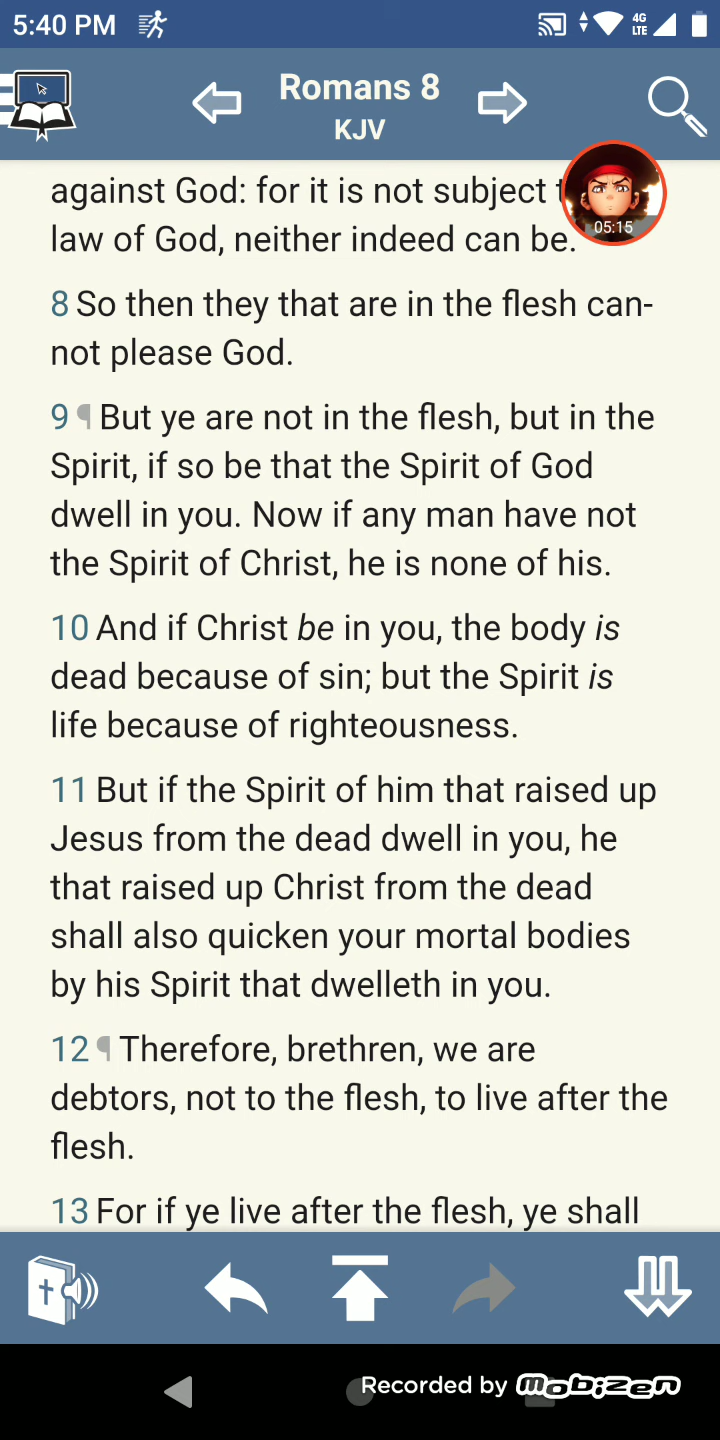 5:40 PM
4G
LTE
Romans 8
KJV
against God: for it is not subject
05:15
law of God, neither indeed can be.
8 So then they that are in the flesh can-
not please God.
9 ¶ But ye are not in the flesh, but in the
Spirit, if so be that the Spirit of God
dwell in you. Now if any man have not
the Spirit of Christ, he is none of his.
10 And if Christ be in you, the body is
dead because of sin; but the Spirit is
life because of righteousness.
11 But if the Spirit of him that raised up
Jesus from the dead dwell in you, he
that raised up Christ from the dead
shall also quicken your mortal bodies
by his Spirit that dwelleth in you.
12 ¶ Therefore, brethren, we are
debtors, not to the flesh, to live after the
flesh.
13 For if ye live after the flesh, ye shall
Recorded by mobizen